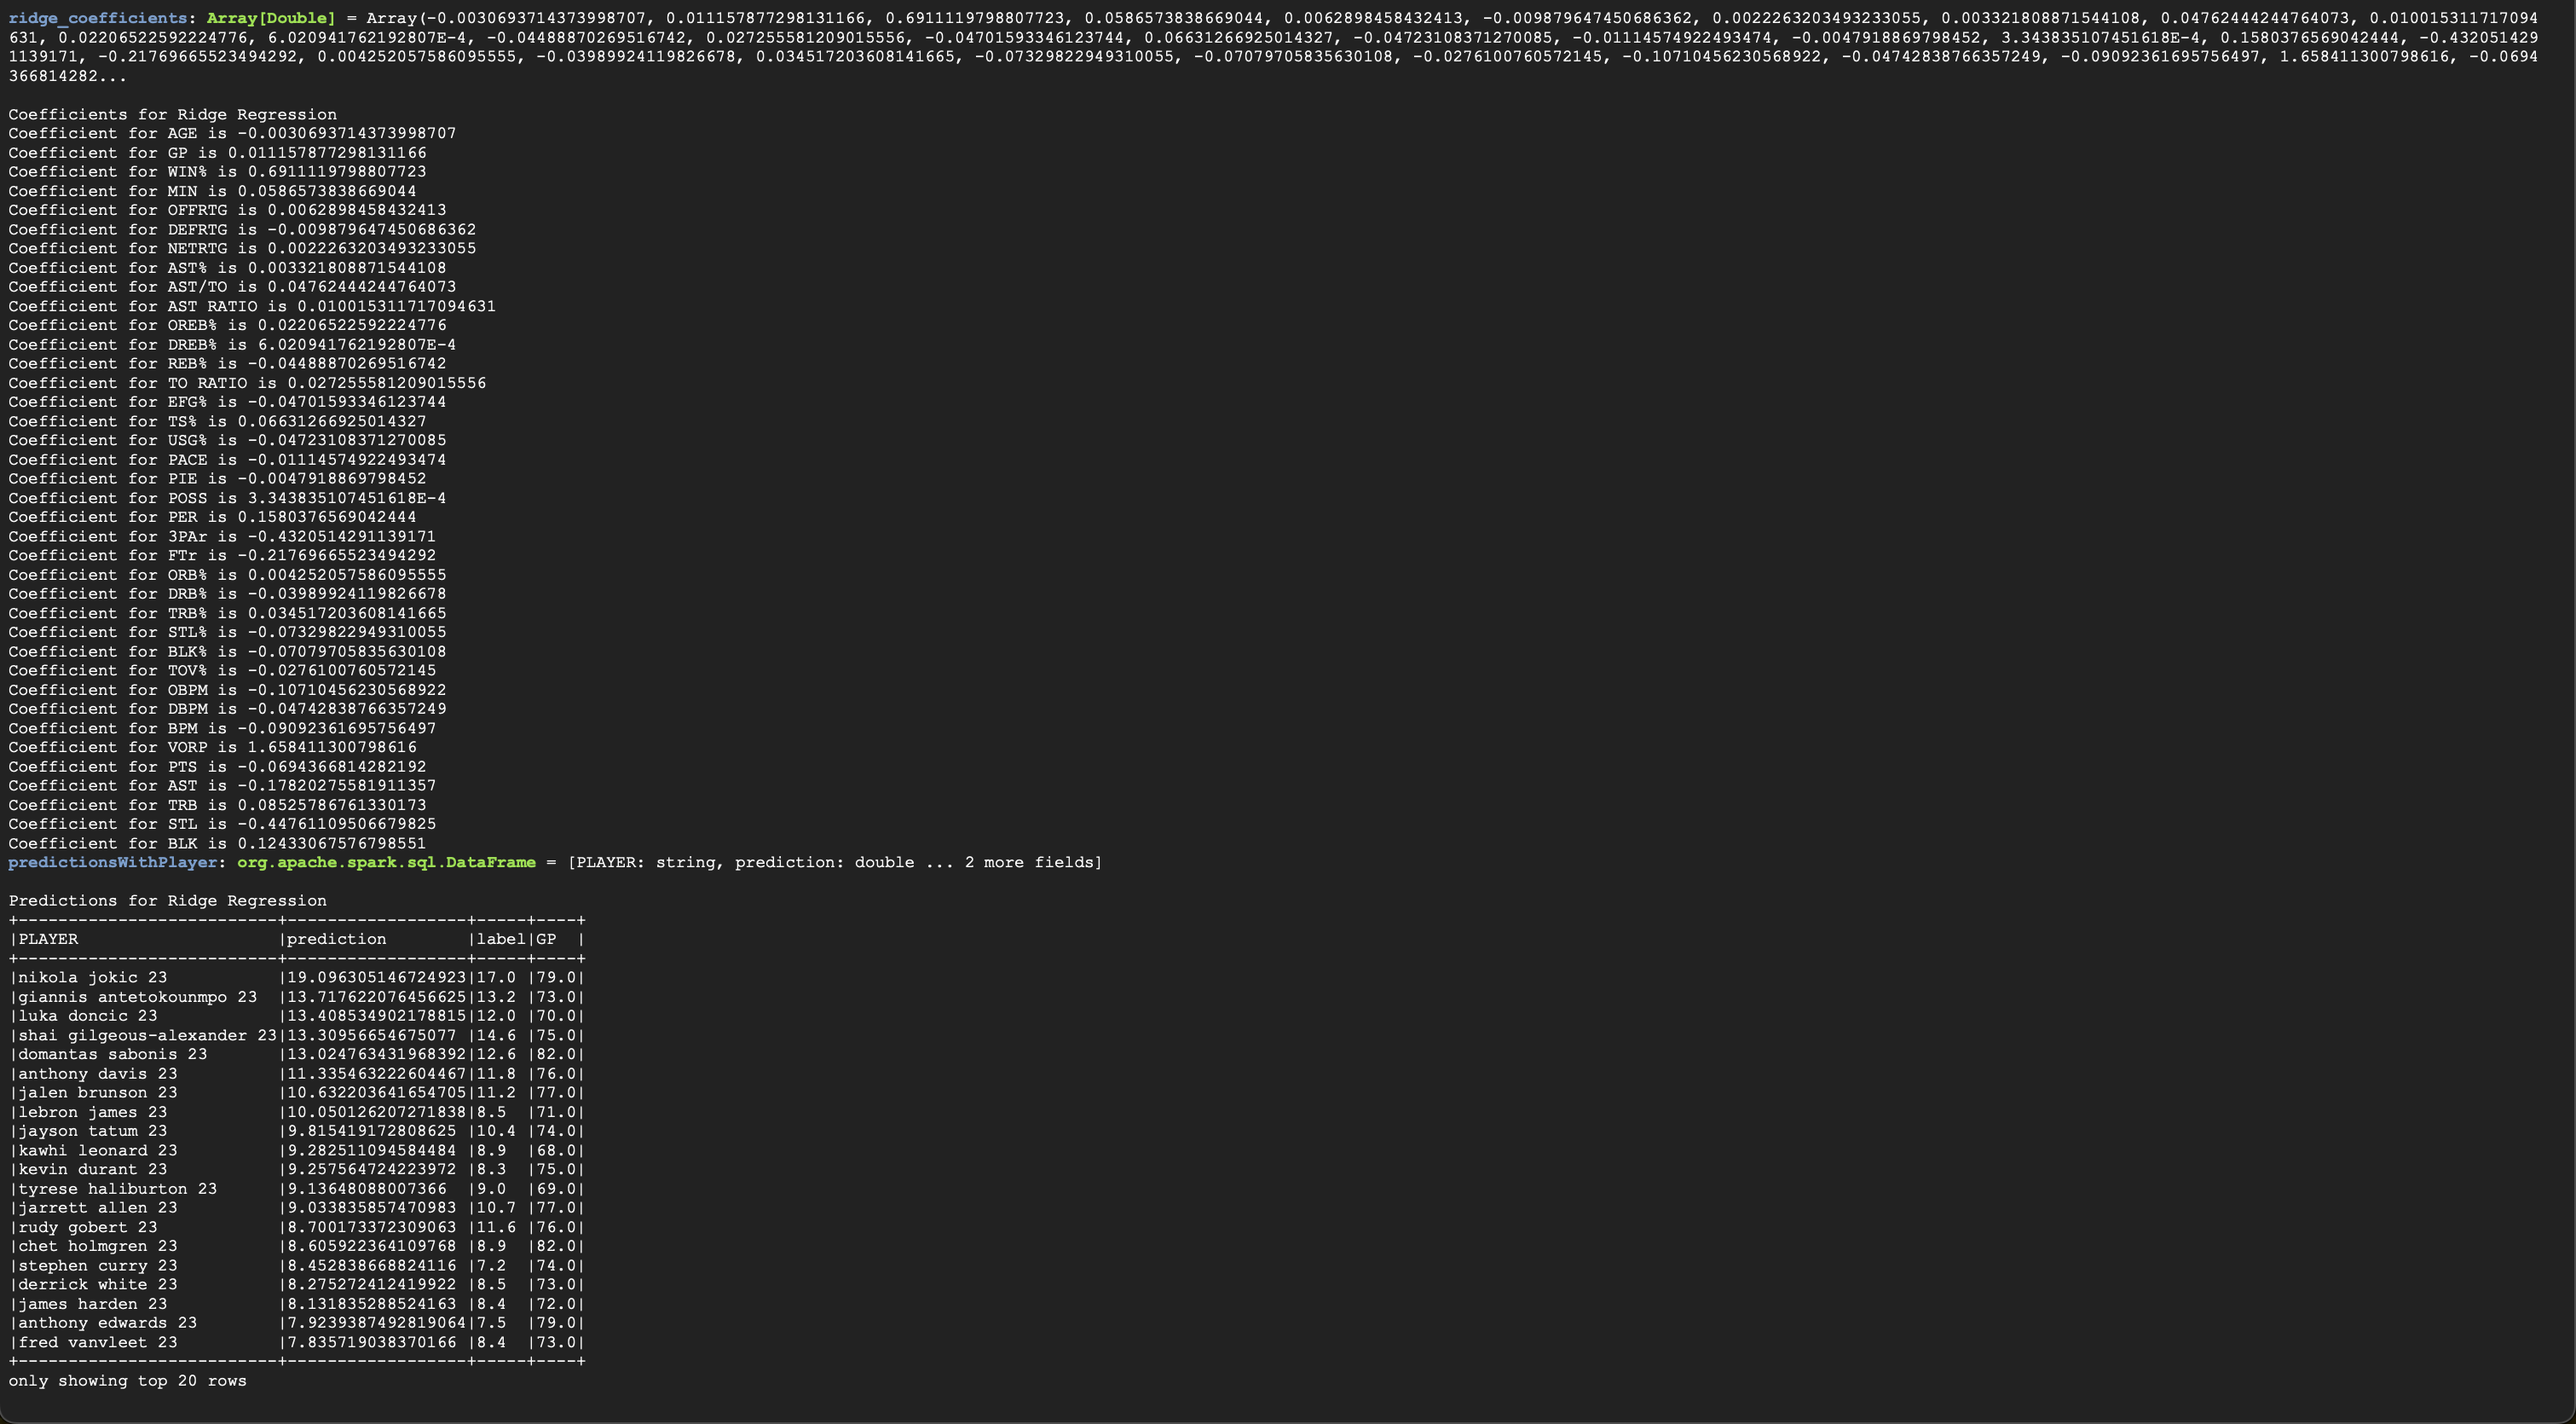 ridge_coefficients: Array[Double] = Array(-0.0030693714373998707, 0.011157877298131166, 0.6911119798807723, 0.0586573838669044, 0.0062898458432413, -0.009879647450686362, 0.0022263203493233055, 0.003321808871544108, 0.04762444244764073, 0.010015311717094
631, 0.02206522592224776, 6.020941762192807E-4, -0.04488870269516742, 0.027255581209015556, -0.04701593346123744, 0.06631266925014327, -0.04723108371270085, -0.01114574922493474, -0.0047918869798452, 3.343835107451618E-4, 0.1580376569042444, -0.432051429
1139171, -0.21769665523494292, 0.004252057586095555, -0.03989924119826678, 0.034517203608141665, -0.07329822949310055, -0.07079705835630108, -0.0276100760572145, -0.10710456230568922, -0.04742838766357249, -0.09092361695756497, 1.658411300798616, -0.0694
366814282...
Coefficients for Ridge Regression
Coefficient for AGE is -0.0030693714373998707
Coefficient for GP is 0.011157877298131166
Coefficient for WIN% is 0.6911119798807723
Coefficient for MIN is 0.0586573838669044
Coefficient for OFFRTG is 0.0062898458432413
Coefficient for DEFRTG is -0.009879647450686362
Coefficient for NETRTG is 0.0022263203493233055
Coefficient for AST% is 0.003321808871544108
Coefficient for AST/TO is 0.04762444244764073
Coefficient for AST RATIO is 0.010015311717094631
Coefficient for OREB% is 0.02206522592224776
Coefficient for DREB% is 6.020941762192807E-4
Coefficient for REB% is -0.04488870269516742
Coefficient for TO RATIO is 0.027255581209015556
Coefficient for EFG% is -0.04701593346123744
Coefficient for TS% is 0.06631266925014327
Coefficient for USG% is -0.04723108371270085
Coefficient for PACE is -0.01114574922493474
Coefficient for PIE is -0.0047918869798452
Coefficient for POSS is 3.343835107451618E-4
Coefficient for PER is 0.1580376569042444
Coefficient for 3PAr is -0.4320514291139171
Coefficient for FTr is -0.21769665523494292
Coefficient for ORB% is 0.004252057586095555
Coefficient for DRB% is -0.03989924119826678
Coefficient for TRB% is 0.034517203608141665
Coefficient for STL% is -0.07329822949310055
Coefficient for BLK% is -0.07079705835630108
Coefficient for TOV% is -0.0276100760572145
Coefficient for OBPM is -0.10710456230568922
Coefficient for DBPM is -0.04742838766357249
Coefficient for BPM is -0.09092361695756497
Coefficient for VORP is 1.658411300798616
Coefficient for PTS is -0.0694366814282192
Coefficient for AST is -0.17820275581911357
Coefficient for TRB is 0.08525786761330173
Coefficient for STL is -0.44761109506679825
Coefficient for BLK is 0.12433067576798551
predictionsWithPlayer: org.apache.spark.sql.DataFrame = [PLAYER: string, prediction: double ... 2 more fields]
Predictions for Ridge Regression
+--------------------------+------------------+-----+----+
|PLAYER                    |prediction        |label|GP  |
+--------------------------+------------------+-----+----+
|nikola jokic 23           |19.096305146724923|17.0 |79.0|
|giannis antetokounmpo 23  |13.717622076456625|13.2 |73.0|
|luka doncic 23            |13.408534902178815|12.0 |70.0|
|shai gilgeous-alexander 23|13.30956654675077 |14.6 |75.0|
|domantas sabonis 23       |13.024763431968392|12.6 |82.0|
|anthony davis 23          |11.335463222604467|11.8 |76.0|
|jalen brunson 23          |10.632203641654705|11.2 |77.0|
|lebron james 23           |10.050126207271838|8.5  |71.0|
|jayson tatum 23           |9.815419172808625 |10.4 |74.0|
|kawhi leonard 23          |9.282511094584484 |8.9  |68.0|
|kevin durant 23           |9.257564724223972 |8.3  |75.0|
|tyrese haliburton 23      |9.13648088007366  |9.0  |69.0|
|jarrett allen 23          |9.033835857470983 |10.7 |77.0|
|rudy gobert 23            |8.700173372309063 |11.6 |76.0|
|chet holmgren 23          |8.605922364109768 |8.9  |82.0|
|stephen curry 23          |8.452838668824116 |7.2  |74.0|
|derrick white 23          |8.275272412419922 |8.5  |73.0|
|james harden 23           |8.131835288524163 |8.4  |72.0|
|anthony edwards 23        |7.9239387492819064|7.5  |79.0|
|fred vanvleet 23          |7.835719038370166 |8.4  |73.0|
+--------------------------+------------------+-----+----+
only showing top 20 rows